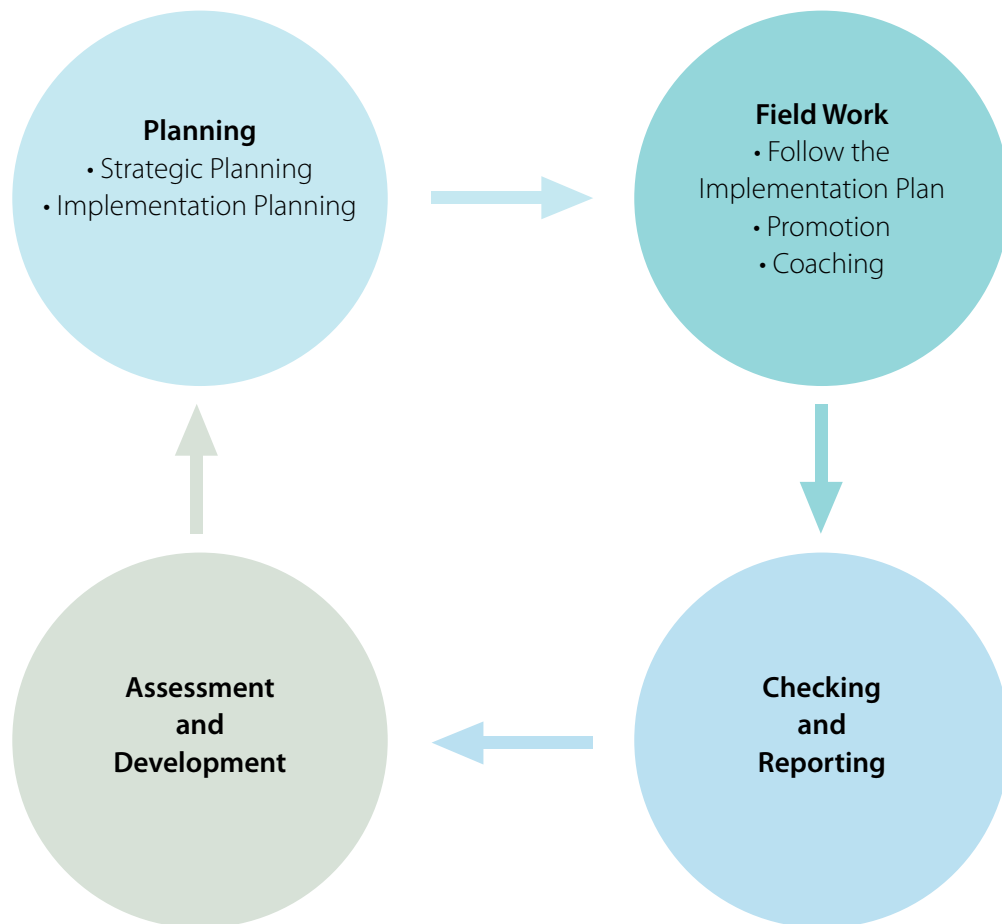 Planning
• Strategic Planning
• Implementation Planning
Field Work
• Follow the
Implementation Plan
• Promotion
• Coaching
Assessment
and
Development
Checking
and
Reporting